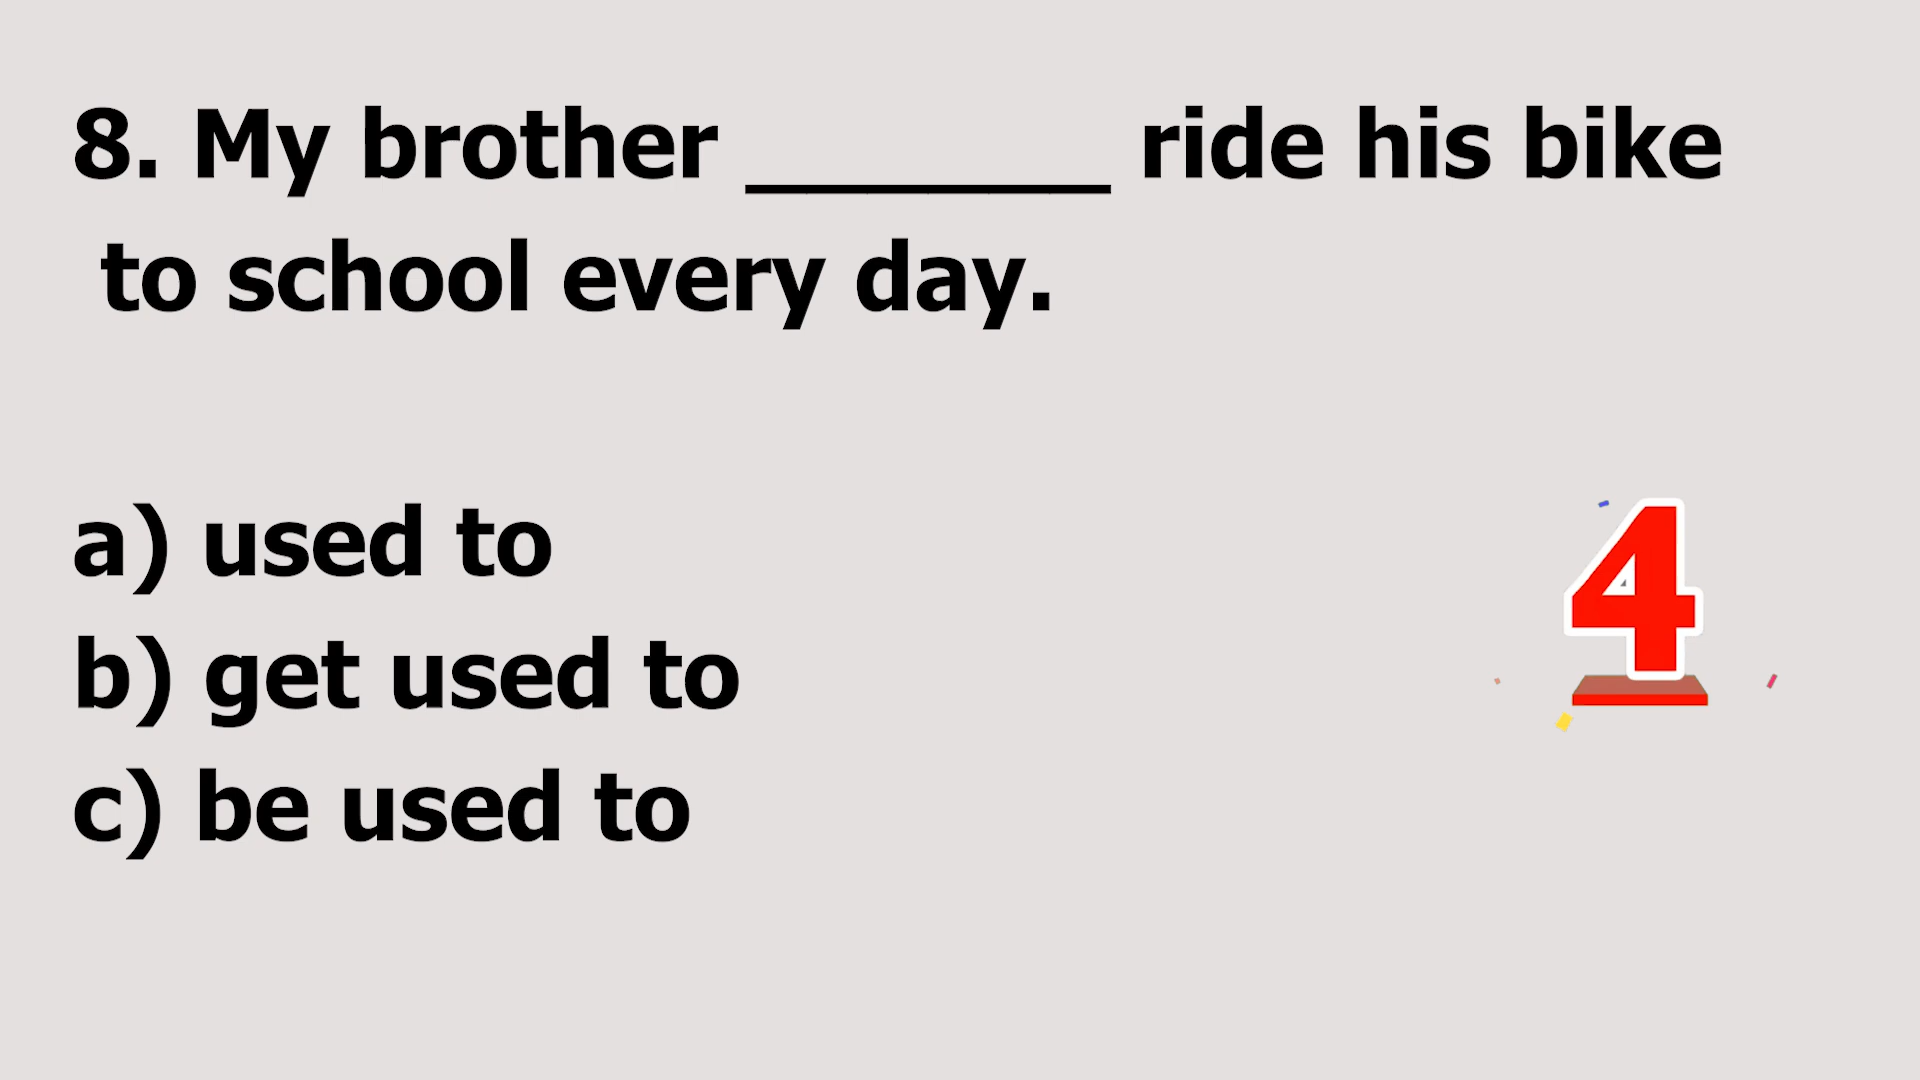 8. My brother ________ ride his bike
to school every day.
a) used to
b) get used to
c) be used to
4